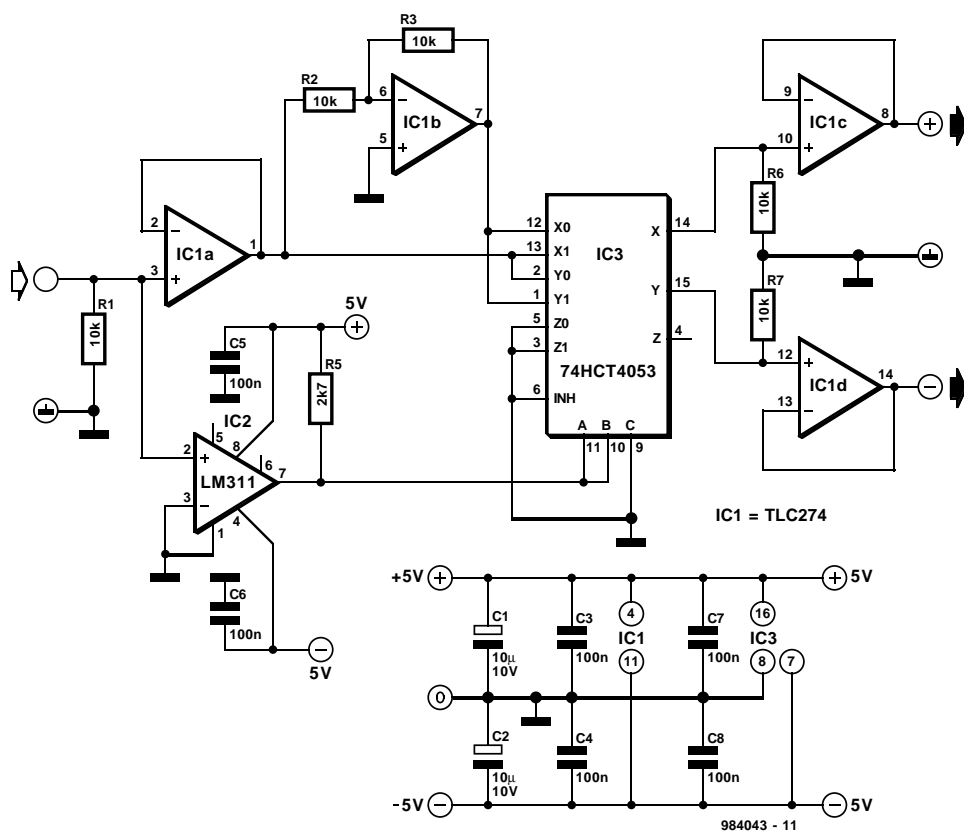 R3
10k
R2
10k
6
−
IC1b
7
5
+
9
−
IC1c
8
+
10
+
R6
10k
2
−
IC1a
1
3
+
R1
10k
12
X0
13
X1
2
Y0
1
Y1
5
Z0
3
Z1
6
INH
IC3
X
14
Y
15
Z
4
74HCT4053
A
B
C
11
10
9
R7
10k
12
+
IC1d
14
−
13
−
5V
+
C5
100n
R5
2k7
IC2
5
8
6
2
+
LM311
7
3
−
1
4
C6
100n
−
5V
IC1 = TLC274
+5V
+
+
5V
C1
10µ
10V
C3
100n
4
IC1
11
C7
100n
16
IC3
8
7
0
C2
10µ
10V
C4
100n
C8
100n
-5V
−
−
5V
984043 - 11